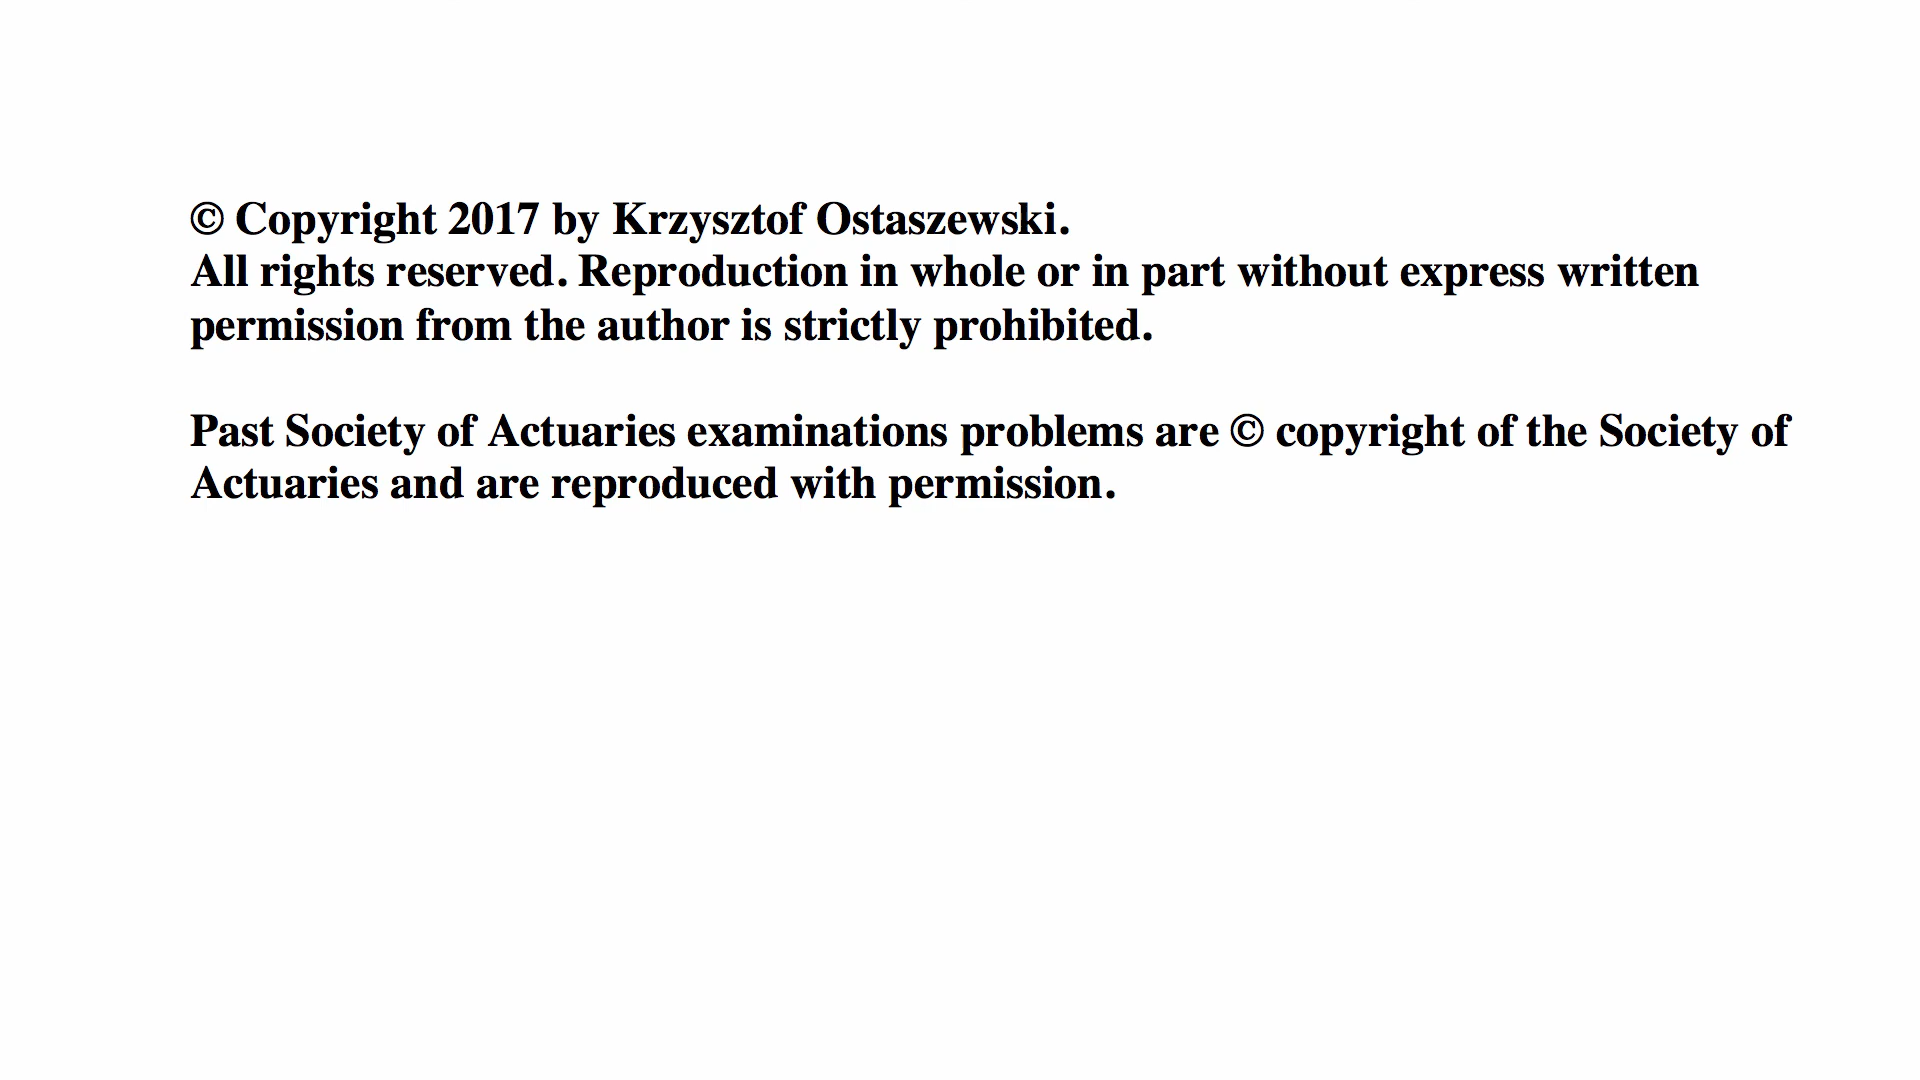 © Copyright 2017 by Krzysztof Ostaszewski.
All rights reserved. Reproduction in whole or in part without express written
permission from the author is strictly prohibited.
Past Society of Actuaries examinations problems are © copyright of the Society of
Actuaries and are reproduced with permission.